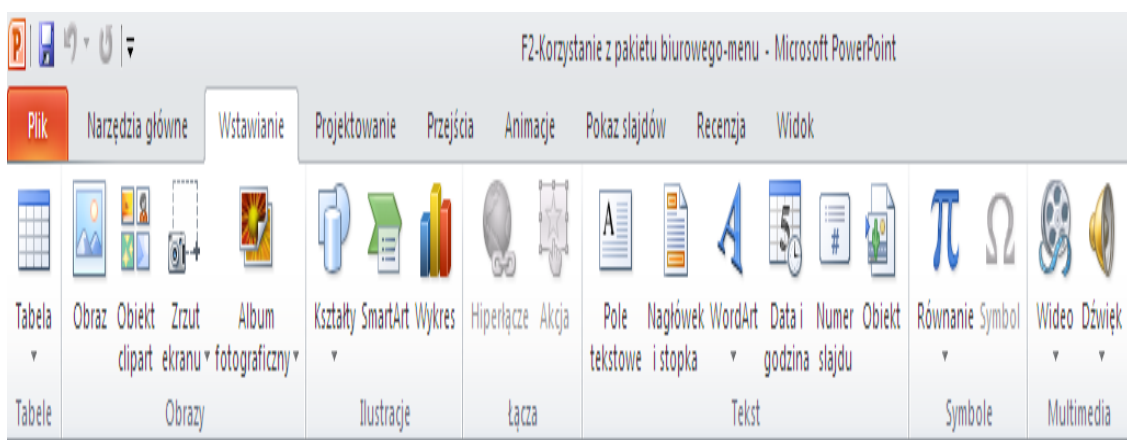 F2-Korzystanie z pakietu biurowego-menu - Microsoft PowerPoint
Plik Narzędzia główne Wstawianie Projektowanie Przejścia Animacje Pokaz slajdów Recenzja Widok
Tabela Obraz Obiekt Zrzut Album Kształty SmartArt Wykres Hiperłącze Akcja Pole Nagłówek WordArt Data i Numer Obiekt Równanie Symbol Wideo Dźwięk
clipart ekranu fotograficzny tekstowe i stopka godzina slajdu
Tabele Obrazy Ilustracje Łącza Tekst Symbole Multimedia